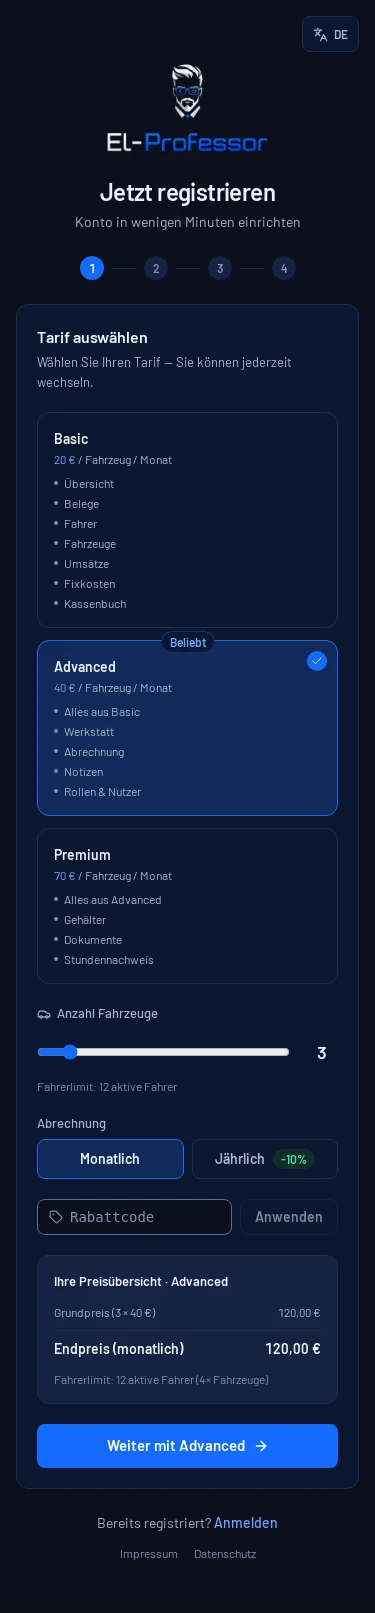 DE
EL-Professor
Jetzt registrieren
Konto in wenigen Minuten einrichten
1 2 3 4
Tarif auswählen
Wählen Sie Ihren Tarif — Sie können jederzeit
wechseln.
Basic
20 € / Fahrzeug / Monat
• Übersicht
• Belege
• Fahrer
• Fahrzeuge
• Umsätze
• Fixkosten
• Kassenbuch
Beliebt
Advanced
40 € / Fahrzeug / Monat
• Alles aus Basic
• Werkstatt
• Abrechnung
• Notizen
• Rollen & Nutzer
Premium
70 € / Fahrzeug / Monat
• Alles aus Advanced
• Gehälter
• Dokumente
• Stundennachweis
Anzahl Fahrzeuge
3
Fahrerlimit: 12 aktive Fahrer
Abrechnung
Monatlich Jährlich -10%
Rabattcode Anwenden
Ihre Preisübersicht · Advanced
Grundpreis (3 × 40 €) 120,00 €
Endpreis (monatlich) 120,00 €
Fahrerlimit: 12 aktive Fahrer (4× Fahrzeuge)
Weiter mit Advanced →
Bereits registriert? Anmelden
Impressum Datenschutz